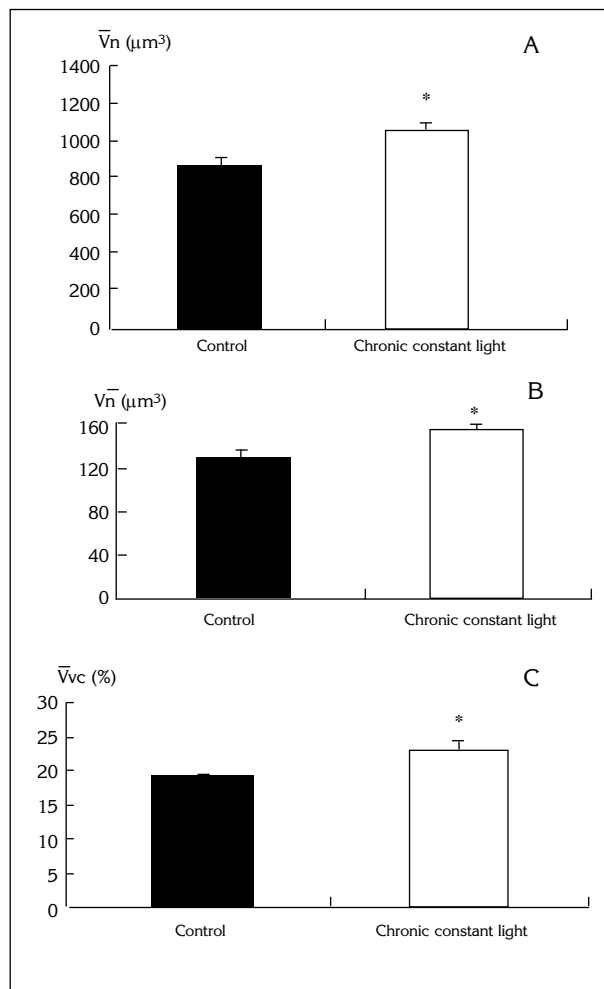 V̅n (μm³)
A
1400
1200
1000
800
600
400
200
0
*
Control
Chronic constant light
Vn̅ (μm³)
B
160
120
80
40
0
*
Control
Chronic constant light
V̅vc (%)
C
30
25
20
15
10
5
0
*
Control
Chronic constant light